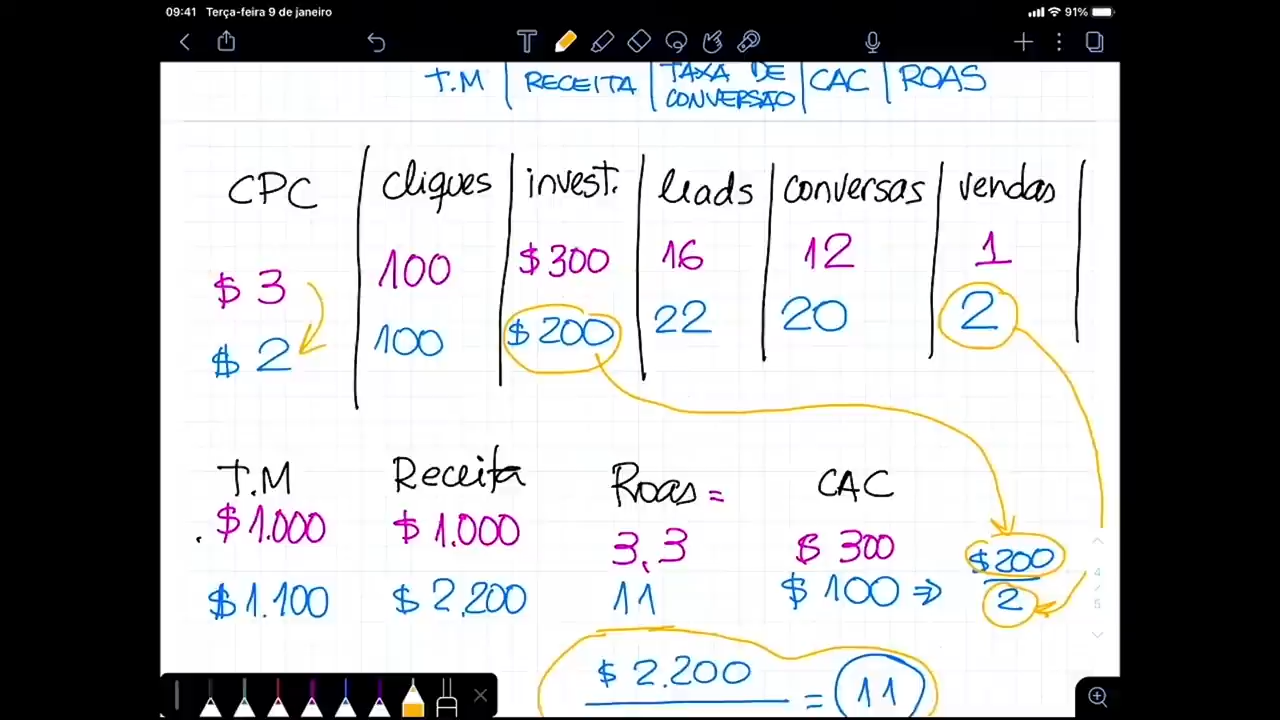 09:41 Terça-feira 9 de janeiro 91%
T.M RECEITA TAXA DE CONVERSÃO CAC ROAS
CPC cliques invest. leads conversas vendas
$ 3 100 $300 16 12 1
$ 2 100 $200 22 20 2
T.M Receita Roas = CAC
$1.000 $1.000 3,3 $ 300
$1.100 $2.200 11 $100 ⇒ $200
2
4
/
5
$2.200 = 11